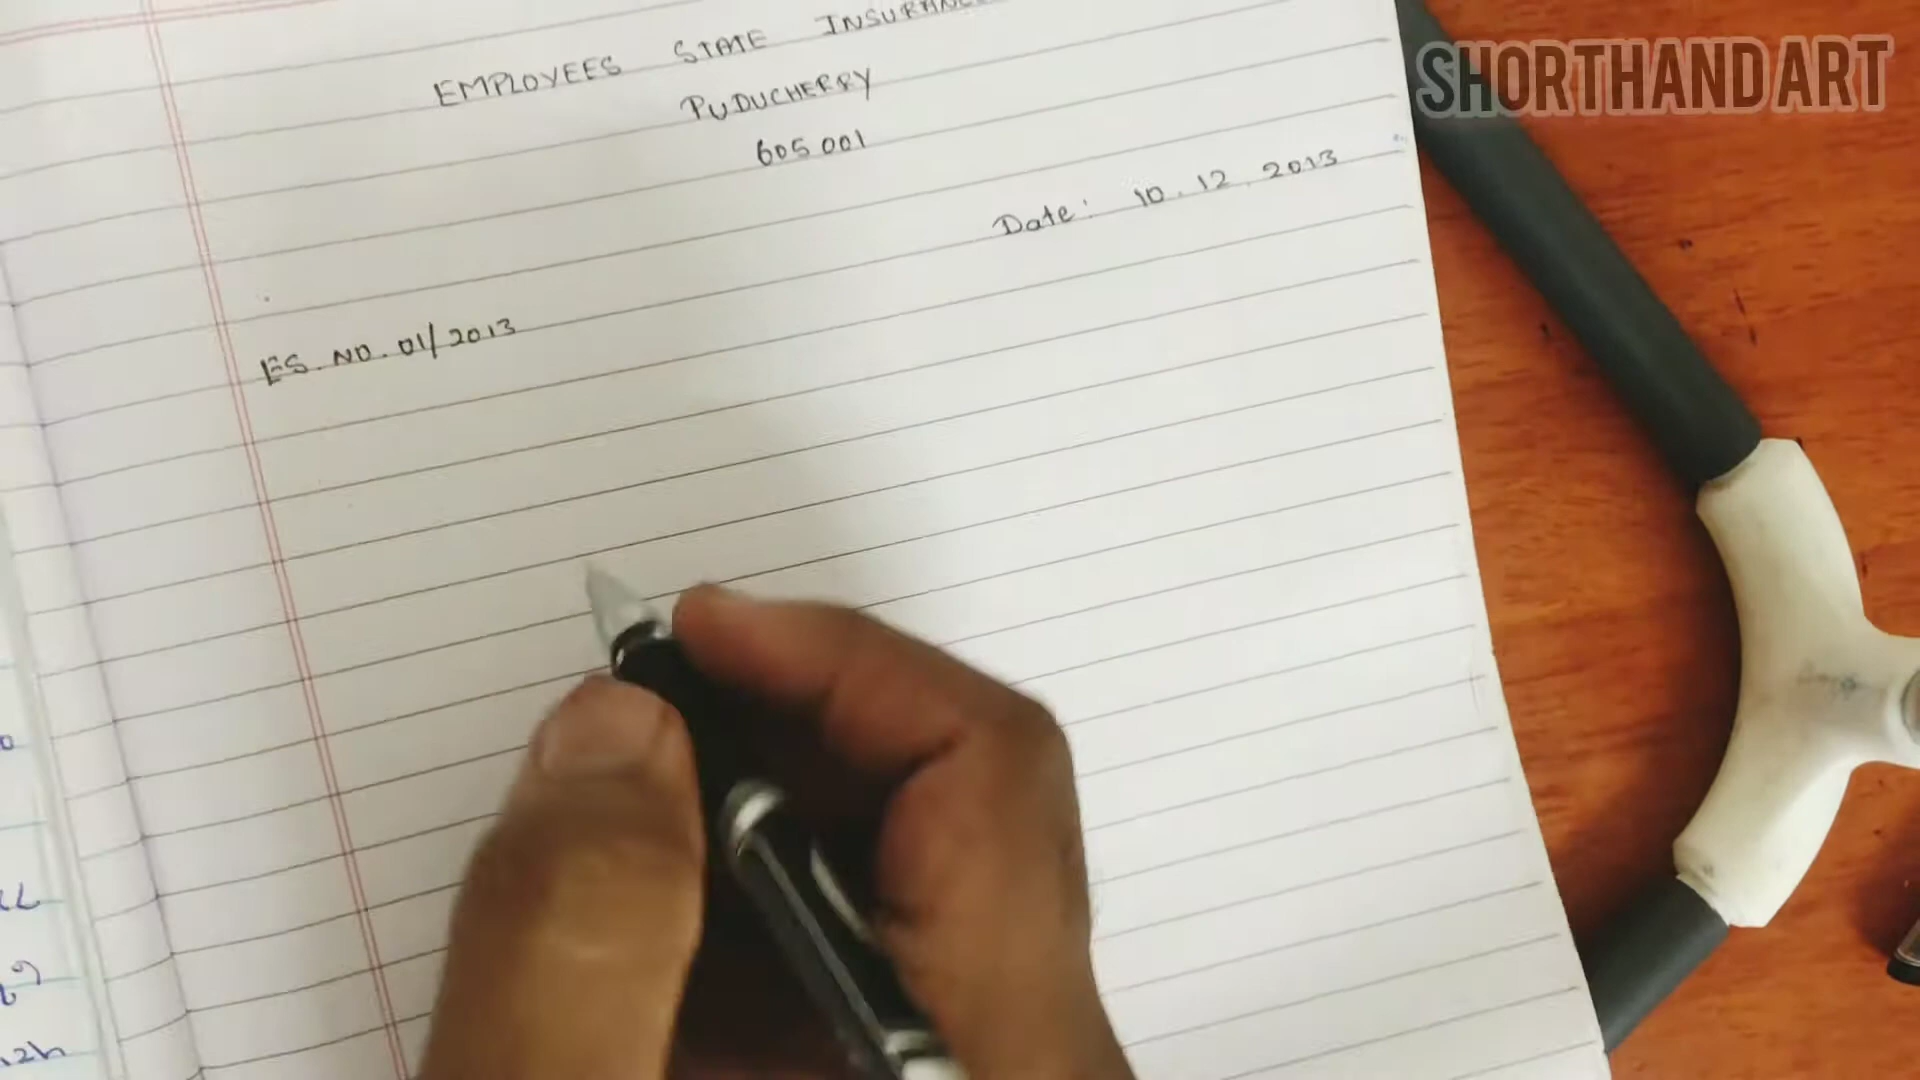 SHORTHAND ART
EMPLOYEES STATE
PUDUCHERRY
605 001
Date: 10.12.2013
ES. NO. 01/2013